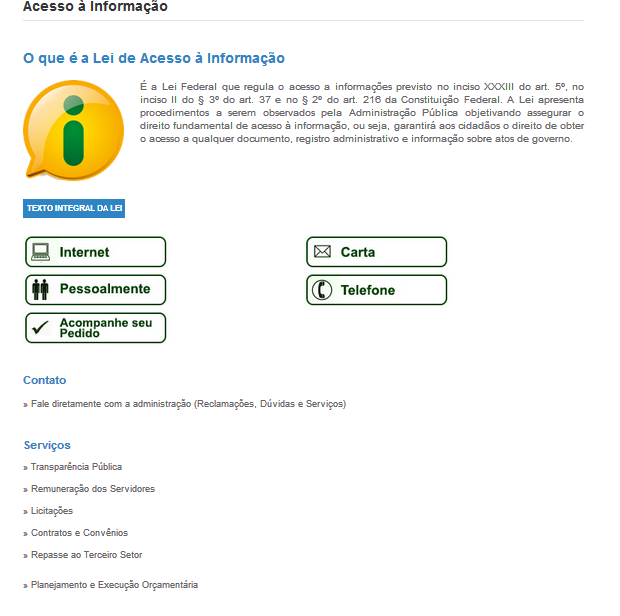 Acesso à Informação
O que é a Lei de Acesso à Informação
É a Lei Federal que regula o acesso a informações previsto no inciso XXXIII do art. 5º, no
inciso II do § 3º do art. 37 e no § 2º do art. 216 da Constituição Federal. A Lei apresenta
procedimentos a serem observados pela Administração Pública objetivando assegurar o
direito fundamental de acesso à informação, ou seja, garantirá aos cidadãos o direito de obter
o acesso a qualquer documento, registro administrativo e informação sobre atos de governo.
TEXTO INTEGRAL DA LEI
Internet
Carta
Pessoalmente
Telefone
Acompanhe seu
Pedido
Contato
» Fale diretamente com a administração (Reclamações, Dúvidas e Serviços)
Serviços
» Transparência Pública
» Remuneração dos Servidores
» Licitações
» Contratos e Convênios
» Repasse ao Terceiro Setor
» Planejamento e Execução Orçamentária